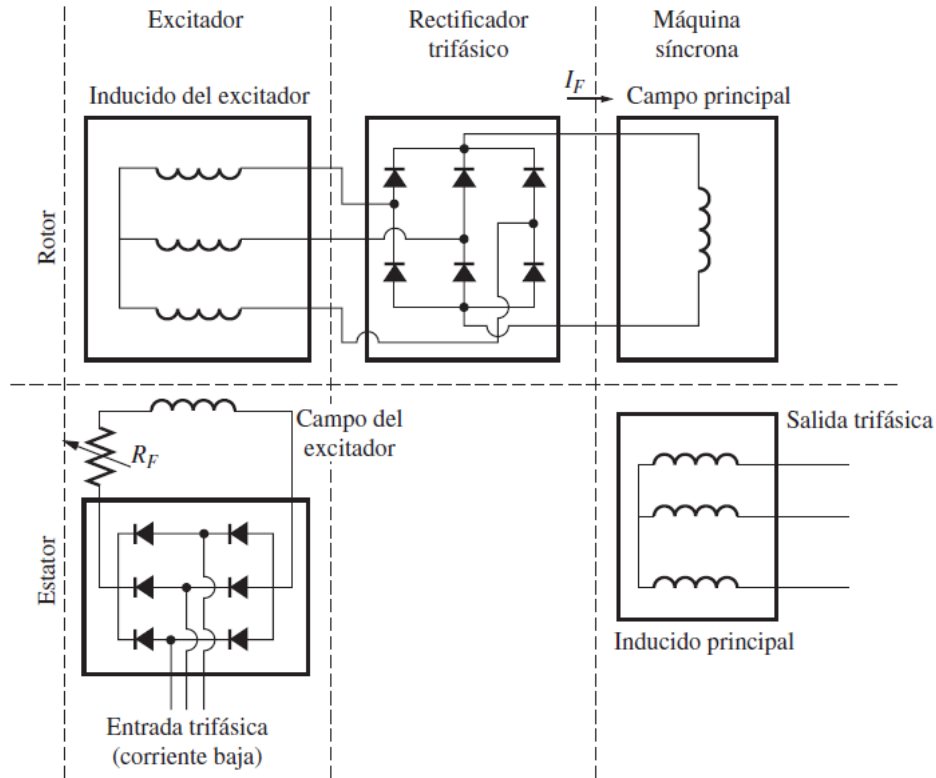 Excitador
Rectificador
trifásico
Máquina
síncrona
Inducido del excitador
I_F
Campo principal
Rotor
Campo del
excitador
R_F
Salida trifásica
Estator
Inducido principal
Entrada trifásica
(corriente baja)